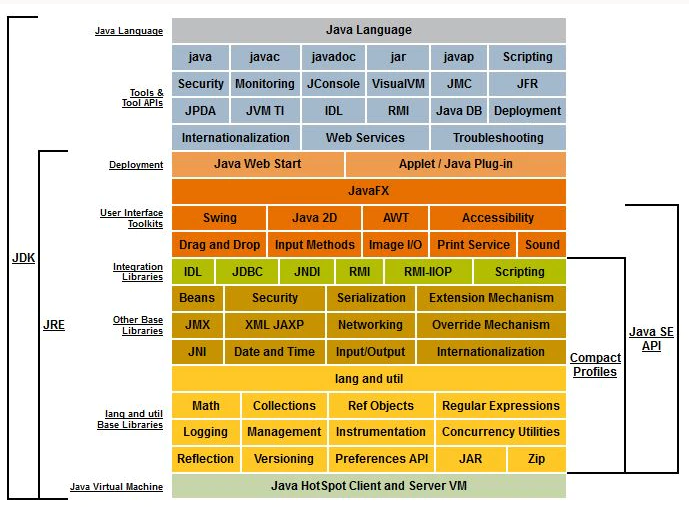 Java Language Java Language
java javac javadoc jar javap Scripting
Tools &
Tool APIs
Security Monitoring JConsole VisualVM JMC JFR
JPDA JVM TI IDL RMI Java DB Deployment
Internationalization Web Services Troubleshooting
Deployment Java Web Start Applet / Java Plug-in
JavaFX
User Interface
Toolkits
Swing Java 2D AWT Accessibility
Drag and Drop Input Methods Image I/O Print Service Sound
Integration
Libraries
IDL JDBC JNDI RMI RMI-IIOP Scripting
JDK
Beans Security Serialization Extension Mechanism
Other Base
Libraries
JMX XML JAXP Networking Override Mechanism
JRE
Java SE
API
JNI Date and Time Input/Output Internationalization
Compact
Profiles
lang and util
Math Collections Ref Objects Regular Expressions
lang and util
Base Libraries
Logging Management Instrumentation Concurrency Utilities
Reflection Versioning Preferences API JAR Zip
Java Virtual Machine Java HotSpot Client and Server VM